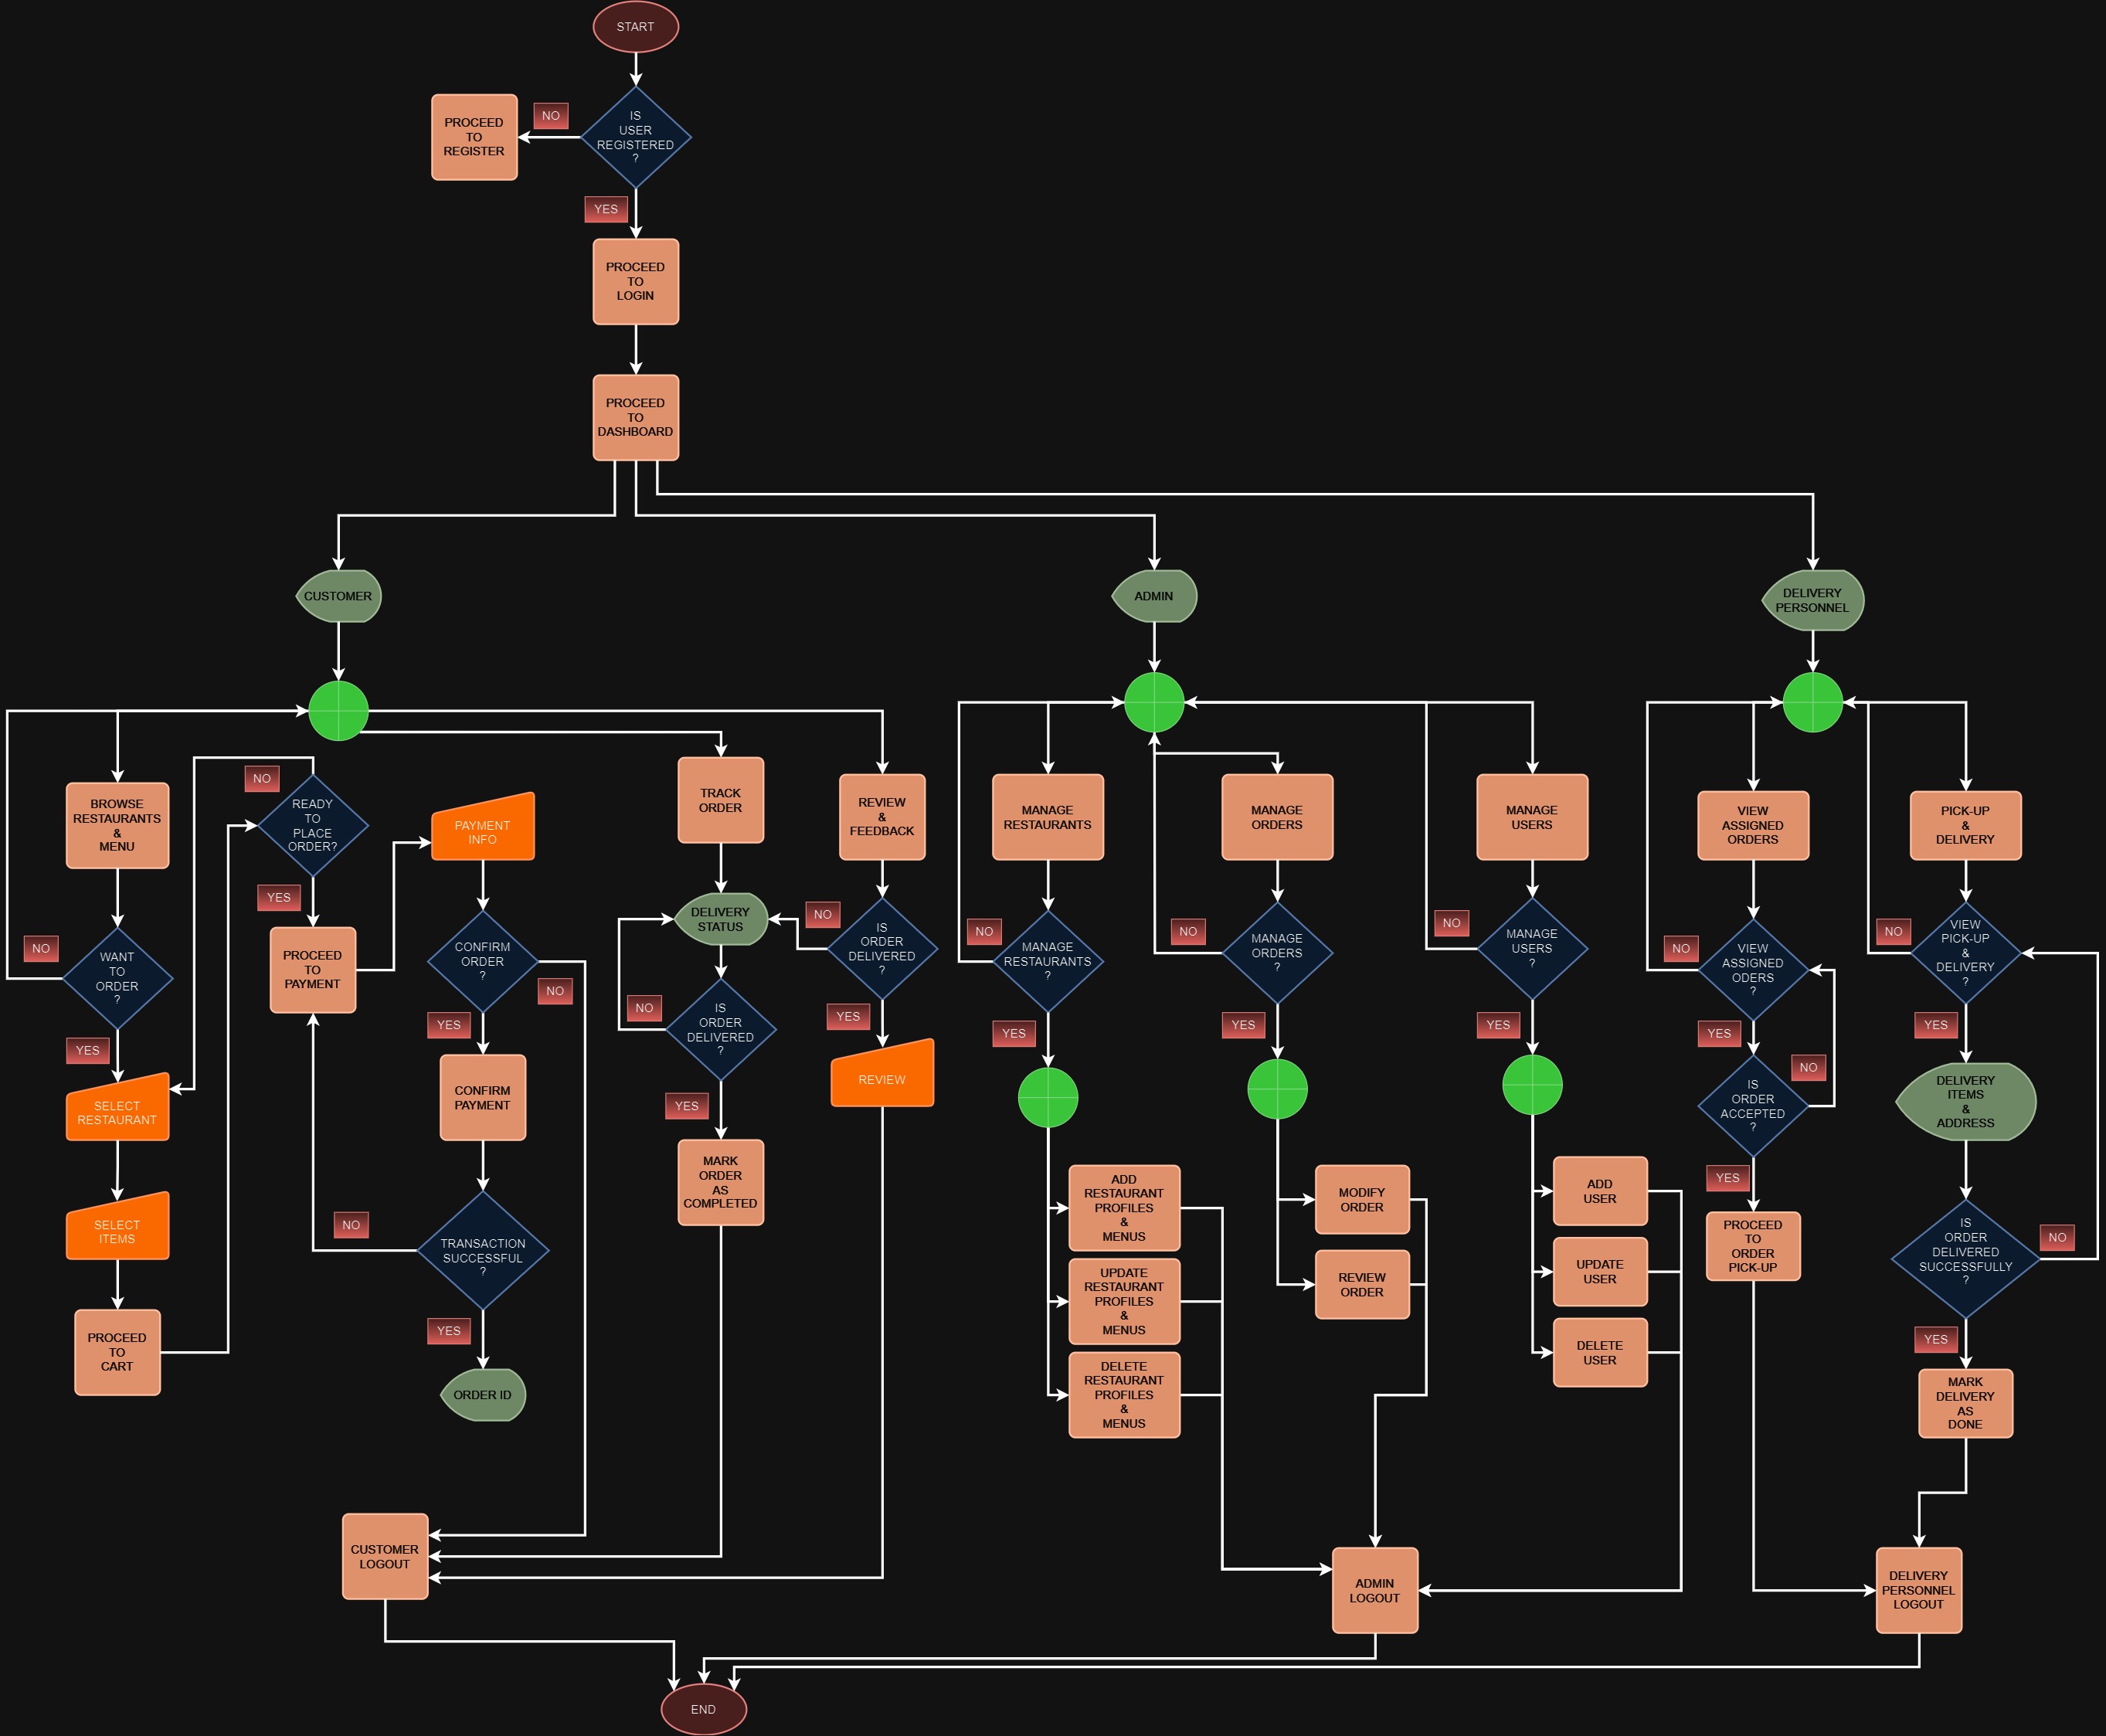 START
IS
USER
REGISTERED
?
NO
PROCEED
TO
REGISTER
YES
PROCEED
TO
LOGIN
PROCEED
TO
DASHBOARD
CUSTOMER
ADMIN
DELIVERY
PERSONNEL
BROWSE
RESTAURANTS
&
MENU
WANT
TO
ORDER
?
NO
YES
SELECT
RESTAURANT
SELECT
ITEMS
PROCEED
TO
CART
NO
READY
TO
PLACE
ORDER?
YES
PROCEED
TO
PAYMENT
PAYMENT
INFO
CONFIRM
ORDER
?
NO
YES
CONFIRM
PAYMENT
TRANSACTION
SUCCESSFUL
?
NO
YES
ORDER ID
TRACK
ORDER
DELIVERY
STATUS
IS
ORDER
DELIVERED
?
NO
YES
MARK
ORDER
AS
COMPLETED
REVIEW
&
FEEDBACK
NO
IS
ORDER
DELIVERED
?
YES
REVIEW
CUSTOMER
LOGOUT
MANAGE
RESTAURANTS
NO
MANAGE
RESTAURANTS
?
YES
ADD
RESTAURANT
PROFILES
&
MENUS
UPDATE
RESTAURANT
PROFILES
&
MENUS
DELETE
RESTAURANT
PROFILES
&
MENUS
MANAGE
ORDERS
NO
MANAGE
ORDERS
?
YES
MODIFY
ORDER
REVIEW
ORDER
MANAGE
USERS
NO
MANAGE
USERS
?
YES
ADD
USER
UPDATE
USER
DELETE
USER
ADMIN
LOGOUT
VIEW
ASSIGNED
ORDERS
NO
VIEW
ASSIGNED
ODERS
?
YES
NO
IS
ORDER
ACCEPTED
?
YES
PROCEED
TO
ORDER
PICK-UP
PICK-UP
&
DELIVERY
NO
VIEW
PICK-UP
&
DELIVERY
?
YES
DELIVERY
ITEMS
&
ADDRESS
IS
ORDER
DELIVERED
SUCCESSFULLY
?
NO
YES
MARK
DELIVERY
AS
DONE
DELIVERY
PERSONNEL
LOGOUT
END